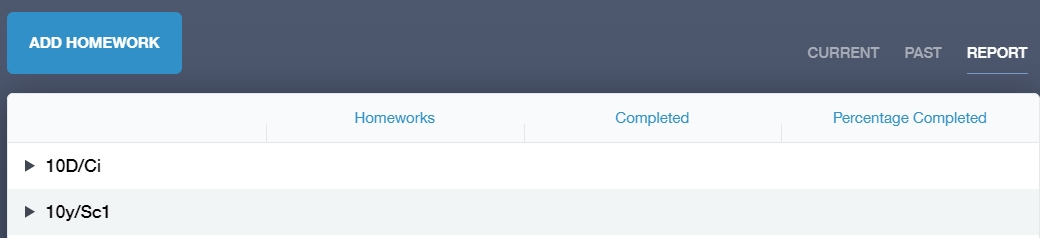 ADD HOMEWORK
CURRENT PAST REPORT
Homeworks Completed Percentage Completed
10D/Ci
10y/Sc1